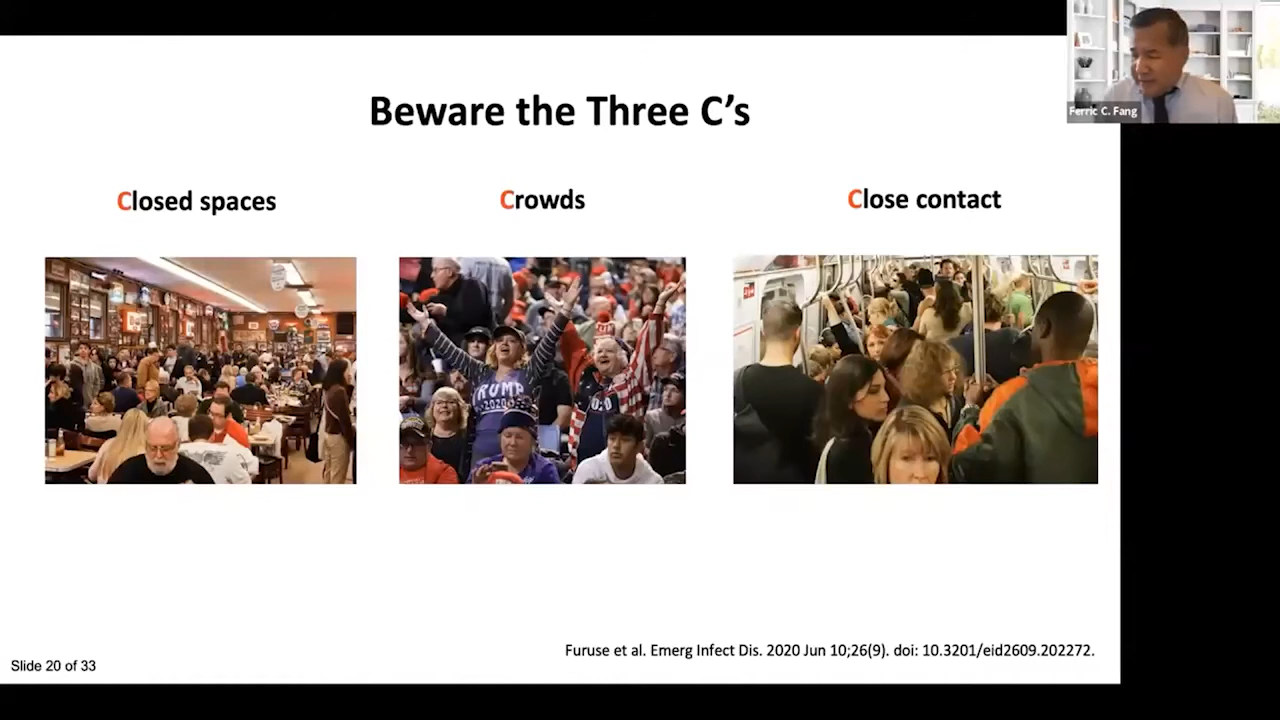 Ferric C. Fang
Beware the Three C's
Closed spaces
Crowds
Close contact
TRUMP
2020
Furuse et al. Emerg Infect Dis. 2020 Jun 10;26(9). doi: 10.3201/eid2609.202272.
Slide 20 of 33